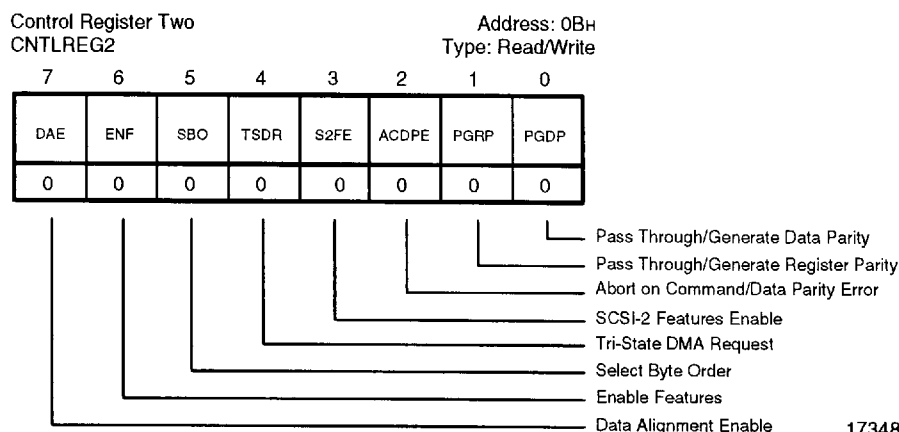 Control Register Two Address: 0BH
CNTLREG2 Type: Read/Write
7 6 5 4 3 2 1 0
DAE ENF SBO TSDR S2FE ACDPE PGRP PGDP
0 0 0 0 0 0 0 0
Pass Through/Generate Data Parity
Pass Through/Generate Register Parity
Abort on Command/Data Parity Error
SCSI-2 Features Enable
Tri-State DMA Request
Select Byte Order
Enable Features
Data Alignment Enable 17348